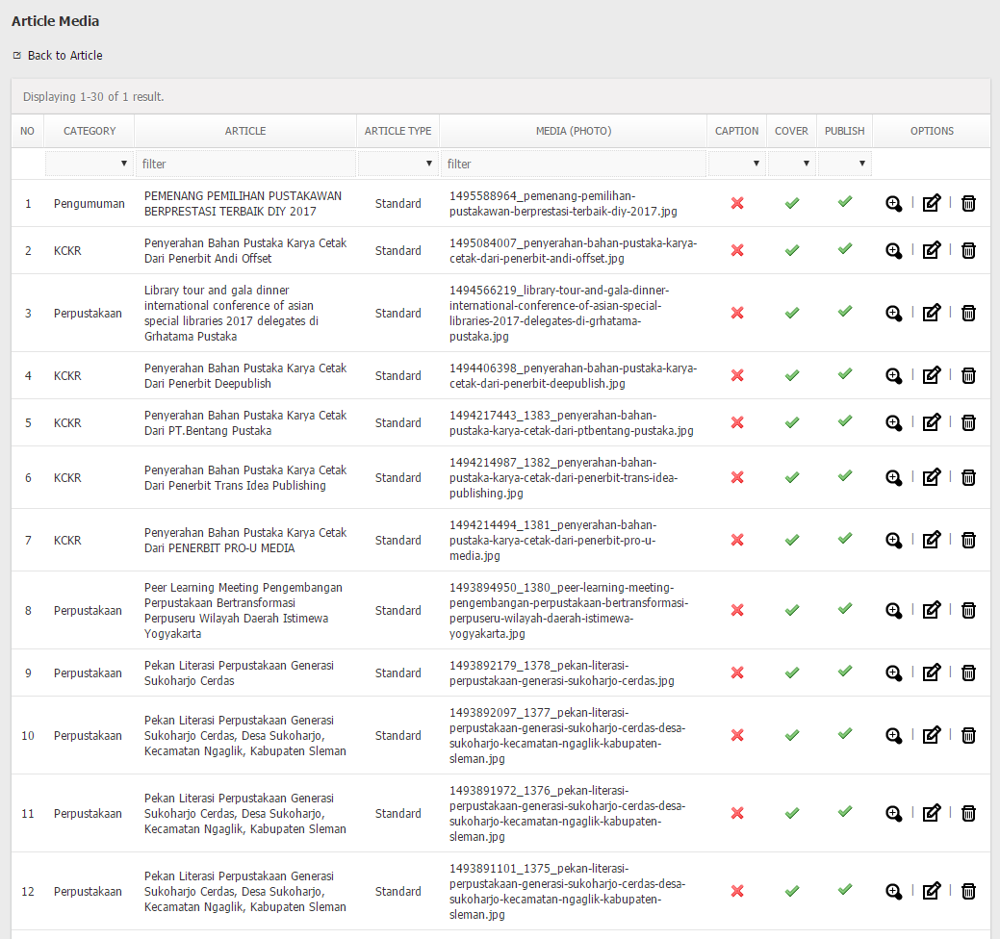 Article Media
Back to Article
Displaying 1-30 of 1 result.
NO CATEGORY ARTICLE ARTICLE TYPE MEDIA (PHOTO) CAPTION COVER PUBLISH OPTIONS
filter filter
1 Pengumuman PEMENANG PEMILIHAN PUSTAKAWAN
BERPRESTASI TERBAIK DIY 2017 Standard 1495588964_pemenang-pemilihan-
pustakawan-berprestasi-terbaik-diy-2017.jpg
2 KCKR Penyerahan Bahan Pustaka Karya Cetak
Dari Penerbit Andi Offset Standard 1495084007_penyerahan-bahan-pustaka-karya-
cetak-dari-penerbit-andi-offset.jpg
3 Perpustakaan Library tour and gala dinner
international conference of asian
special libraries 2017 delegates di
Grhatama Pustaka Standard 1494566219_library-tour-and-gala-dinner-
international-conference-of-asian-special-
libraries-2017-delegates-di-grhatama-
pustaka.jpg
4 KCKR Penyerahan Bahan Pustaka Karya Cetak
Dari Penerbit Deepublish Standard 1494406398_penyerahan-bahan-pustaka-karya-
cetak-dari-penerbit-deepublish.jpg
5 KCKR Penyerahan Bahan Pustaka Karya Cetak
Dari PT.Bentang Pustaka Standard 1494217443_1383_penyerahan-bahan-
pustaka-karya-cetak-dari-ptbentang-pustaka.jpg
6 KCKR Penyerahan Bahan Pustaka Karya Cetak
Dari Penerbit Trans Idea Publishing Standard 1494214987_1382_penyerahan-bahan-
pustaka-karya-cetak-dari-penerbit-trans-idea-
publishing.jpg
7 KCKR Penyerahan Bahan Pustaka Karya Cetak
Dari PENERBIT PRO-U MEDIA Standard 1494214494_1381_penyerahan-bahan-
pustaka-karya-cetak-dari-penerbit-pro-u-
media.jpg
8 Perpustakaan Peer Learning Meeting Pengembangan
Perpustakaan Bertransformasi
Perpuseru Wilayah Daerah Istimewa
Yogyakarta Standard 1493894950_1380_peer-learning-meeting-
pengembangan-perpustakaan-bertransformasi-
perpuseru-wilayah-daerah-istimewa-
yogyakarta.jpg
9 Perpustakaan Pekan Literasi Perpustakaan Generasi
Sukoharjo Cerdas Standard 1493892179_1378_pekan-literasi-
perpustakaan-generasi-sukoharjo-cerdas.jpg
10 Perpustakaan Pekan Literasi Perpustakaan Generasi
Sukoharjo Cerdas, Desa Sukoharjo,
Kecamatan Ngaglik, Kabupaten Sleman Standard 1493892097_1377_pekan-literasi-
perpustakaan-generasi-sukoharjo-cerdas-desa-
sukoharjo-kecamatan-ngaglik-kabupaten-
sleman.jpg
11 Perpustakaan Pekan Literasi Perpustakaan Generasi
Sukoharjo Cerdas, Desa Sukoharjo,
Kecamatan Ngaglik, Kabupaten Sleman Standard 1493891972_1376_pekan-literasi-
perpustakaan-generasi-sukoharjo-cerdas-desa-
sukoharjo-kecamatan-ngaglik-kabupaten-
sleman.jpg
12 Perpustakaan Pekan Literasi Perpustakaan Generasi
Sukoharjo Cerdas, Desa Sukoharjo,
Kecamatan Ngaglik, Kabupaten Sleman Standard 1493891101_1375_pekan-literasi-
perpustakaan-generasi-sukoharjo-cerdas-desa-
sukoharjo-kecamatan-ngaglik-kabupaten-
sleman.jpg